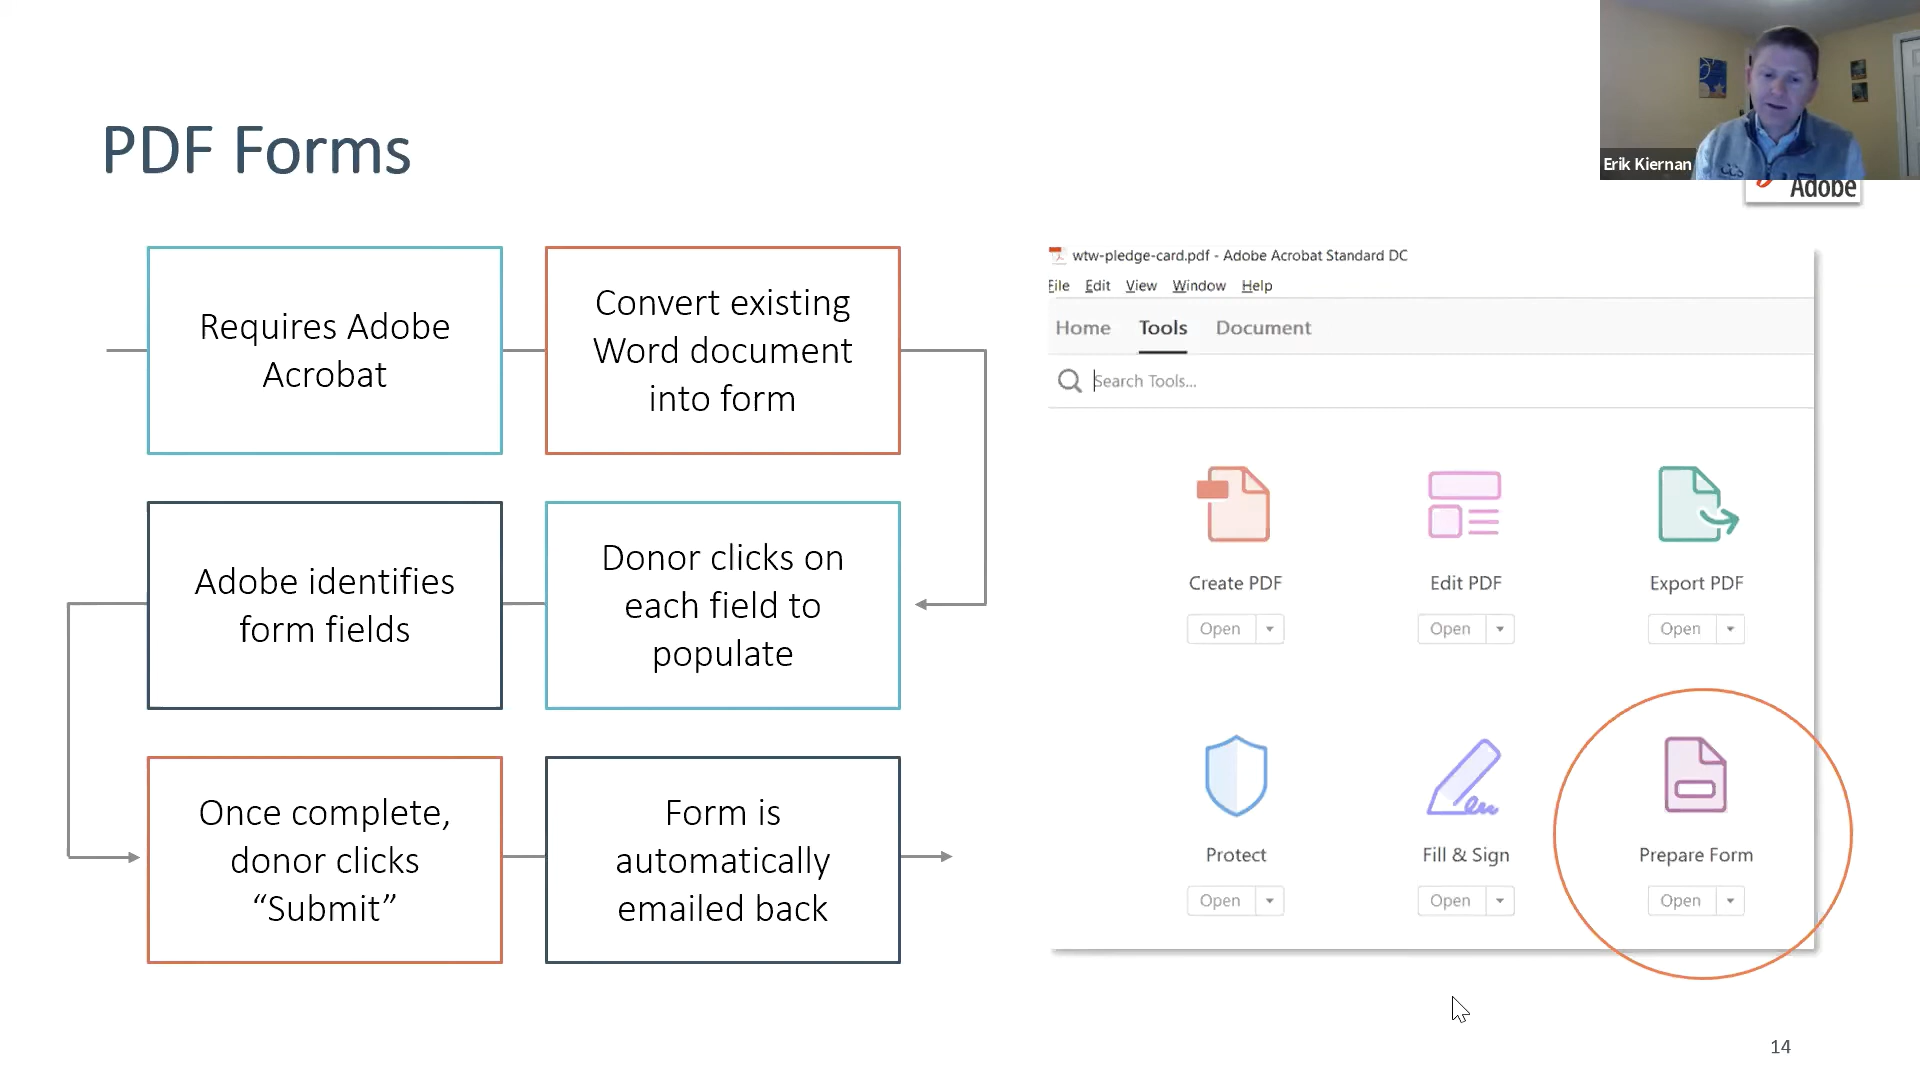 PDF Forms
Erik Kiernan
Adobe
Requires Adobe
Acrobat
Convert existing
Word document
into form
Adobe identifies
form fields
Donor clicks on
each field to
populate
Once complete,
donor clicks
“Submit”
Form is
automatically
emailed back
wtw-pledge-card.pdf - Adobe Acrobat Standard DC
File Edit View Window Help
Home Tools Document
Search Tools...
Create PDF Edit PDF Export PDF
Open Open Open
Protect Fill & Sign Prepare Form
Open Open Open
14